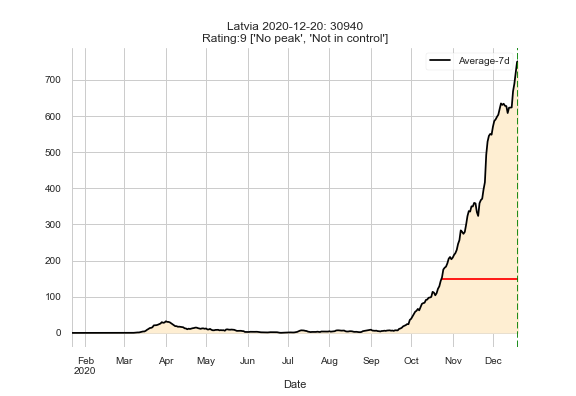 Latvia 2020-12-20: 30940
Rating:9 ['No peak', 'Not in control']
Average-7d
700
600
500
400
300
200
100
0
Feb Mar Apr May Jun Jul Aug Sep Oct Nov Dec
2020
Date